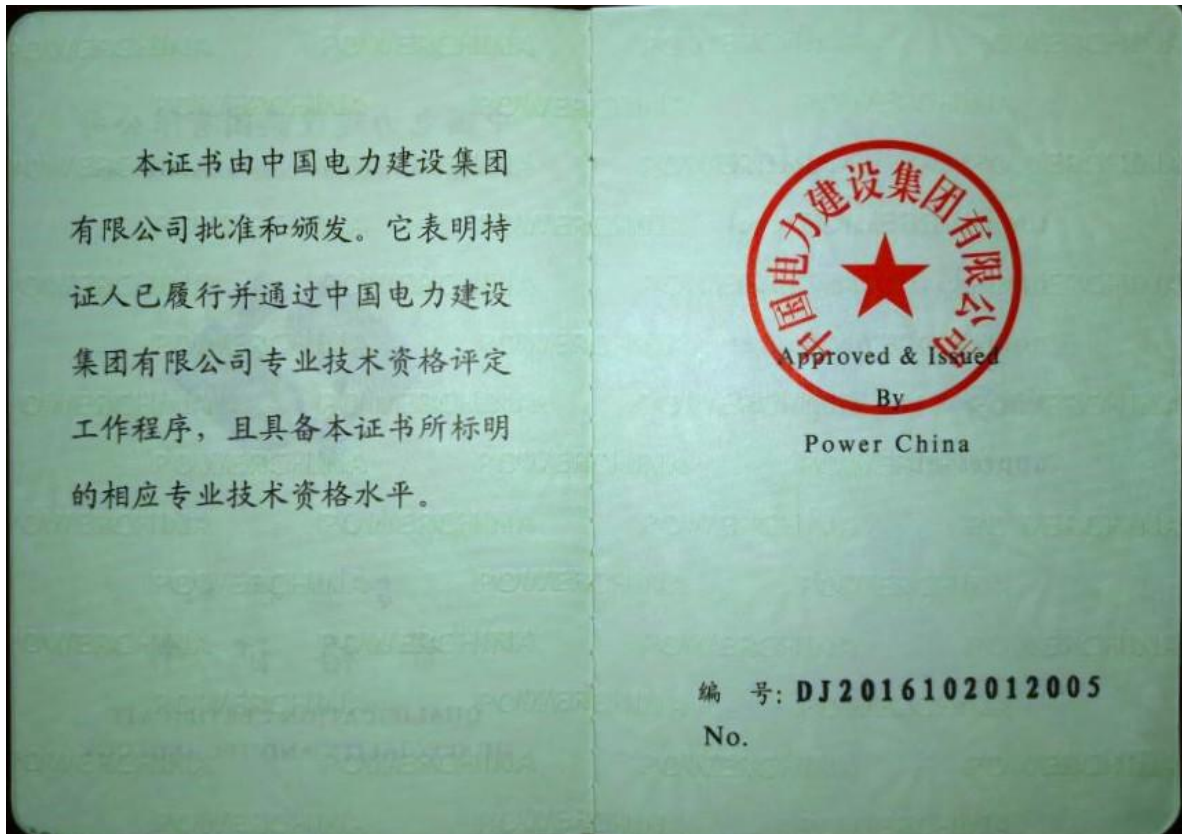 本证书由中国电力建设集团
有限公司批准和颁发。它表明持
证人已履行并通过中国电力建设
集团有限公司专业技术资格评定
工作程序，且具备本证书所标明
的相应专业技术资格水平。
中国电力建设集团有限公司
Approved & Issued
By
Power China
编 号: DJ2016102012005
No.